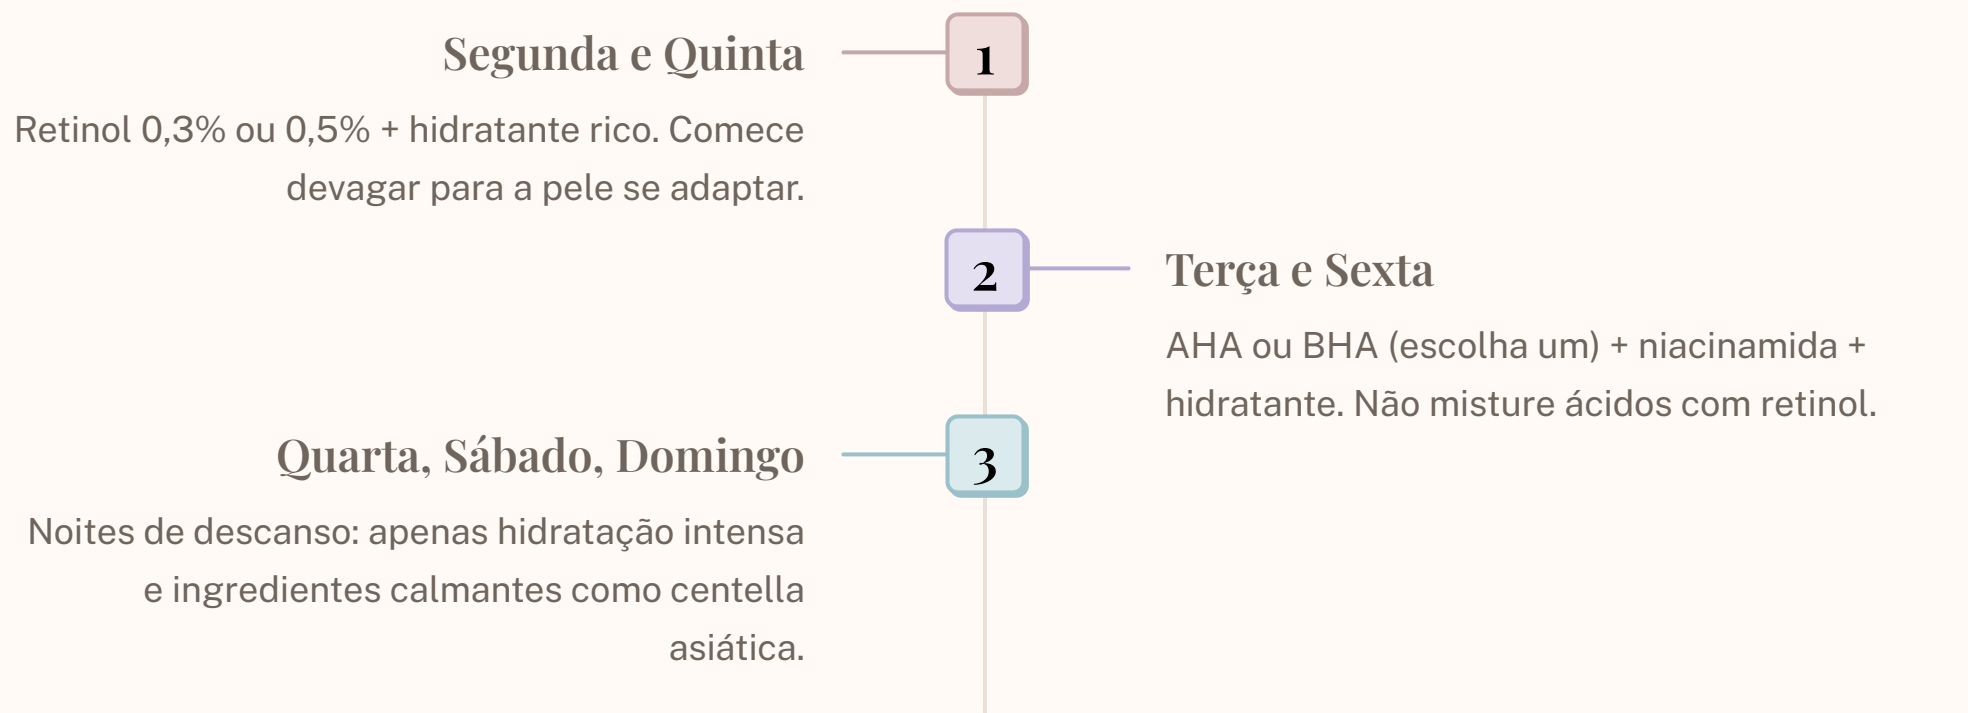 1
Segunda e Quinta
Retinol 0,3% ou 0,5% + hidratante rico. Comece
devagar para a pele se adaptar.
2
Terça e Sexta
AHA ou BHA (escolha um) + niacinamida +
hidratante. Não misture ácidos com retinol.
3
Quarta, Sábado, Domingo
Noites de descanso: apenas hidratação intensa
e ingredientes calmantes como centella
asiática.